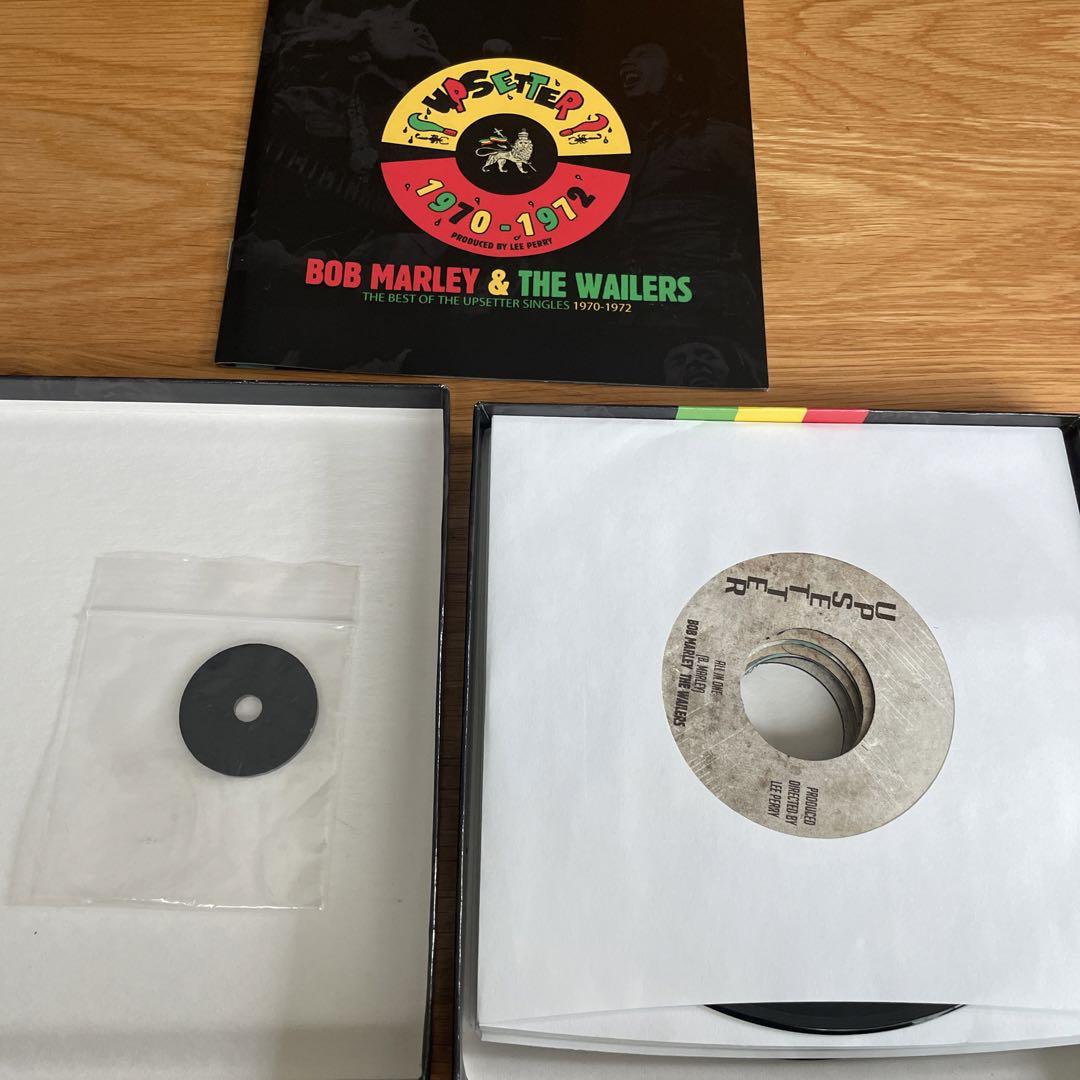 UPSETTER
1970-1972
PRODUCED BY LEE PERRY
BOB MARLEY & THE WAILERS
THE BEST OF THE UPSETTER SINGLES 1970-1972
UPSETTER
ALL IN ONE
(B. MARLEY)
BOB MARLEY THE WAILERS
PRODUCED
DIRECTED BY
LEE PERRY